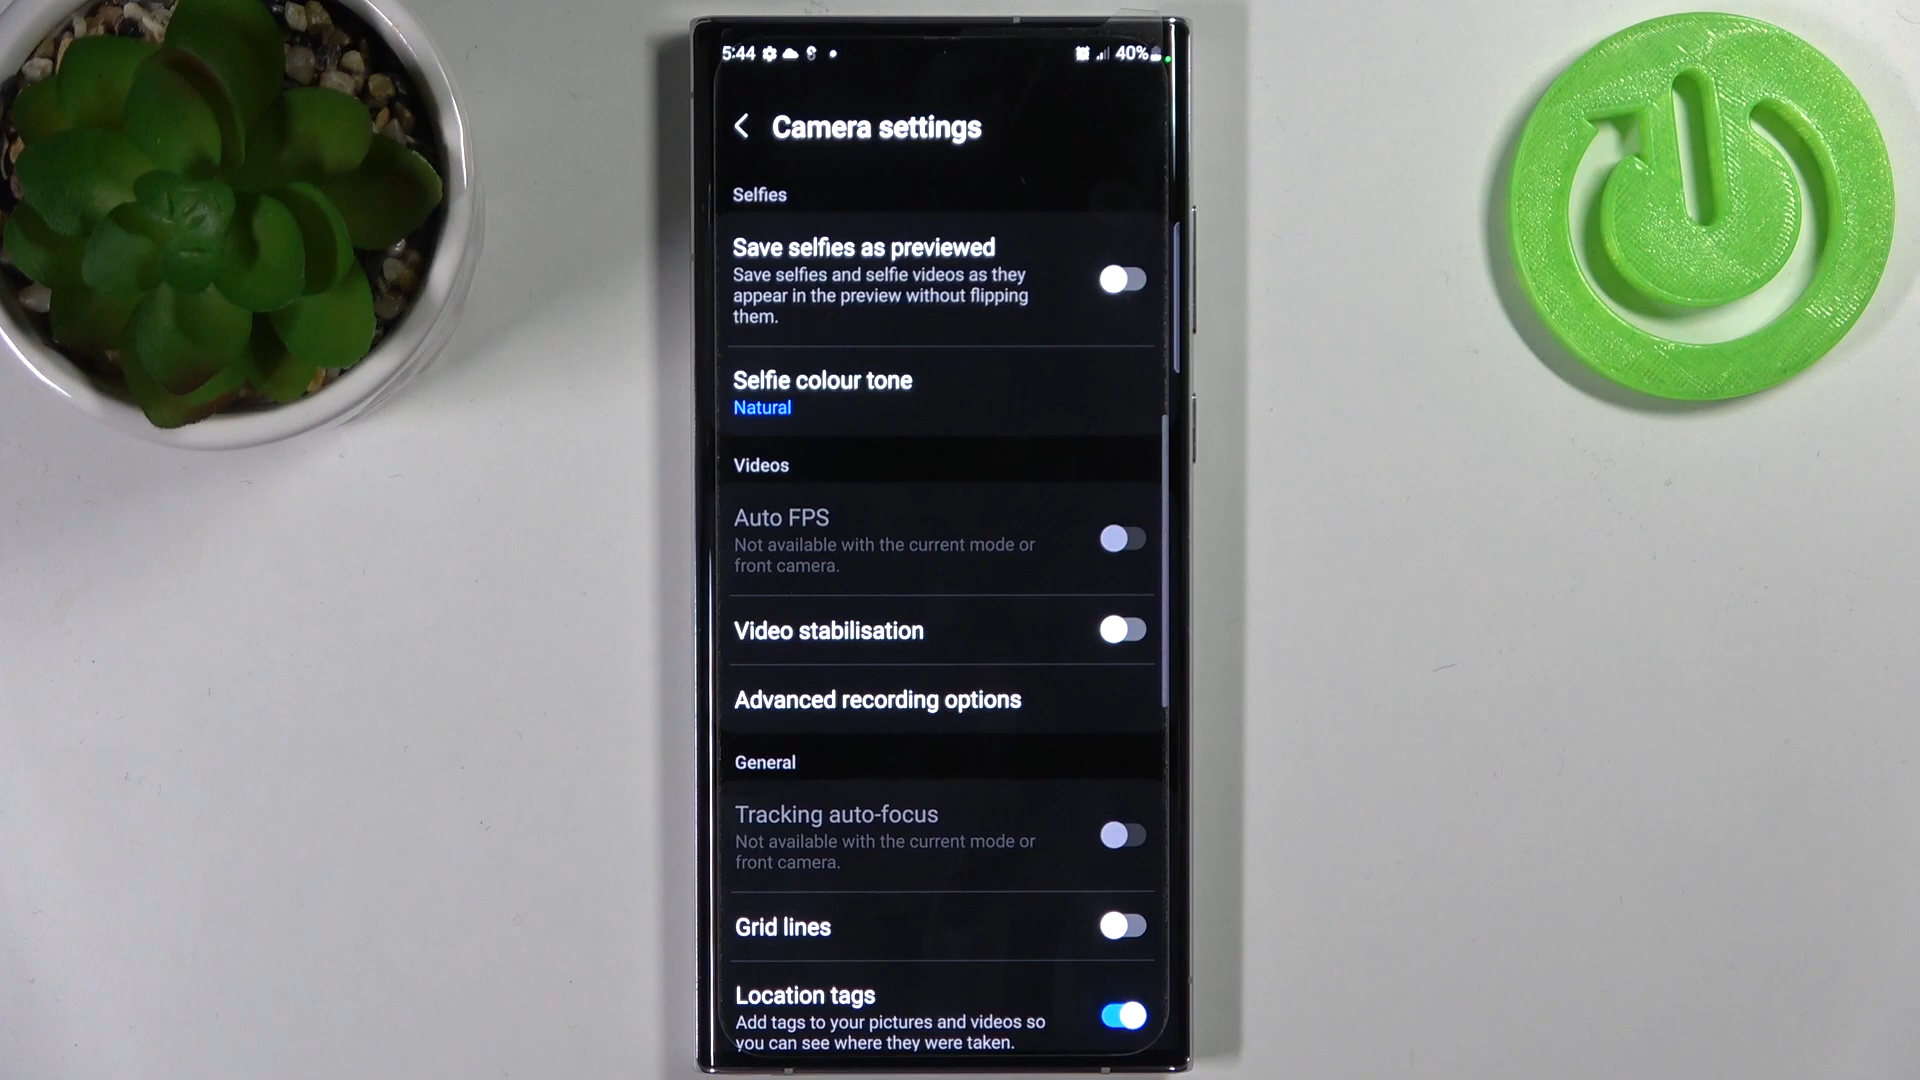 5:44
40%
Camera settings
Selfies
Save selfies as previewed
Save selfies and selfie videos as they
appear in the preview without flipping
them.
Selfie colour tone
Natural
Videos
Auto FPS
Not available with the current mode or
front camera.
Video stabilisation
Advanced recording options
General
Tracking auto-focus
Not available with the current mode or
front camera.
Grid lines
Location tags
Add tags to your pictures and videos so
you can see where they were taken.